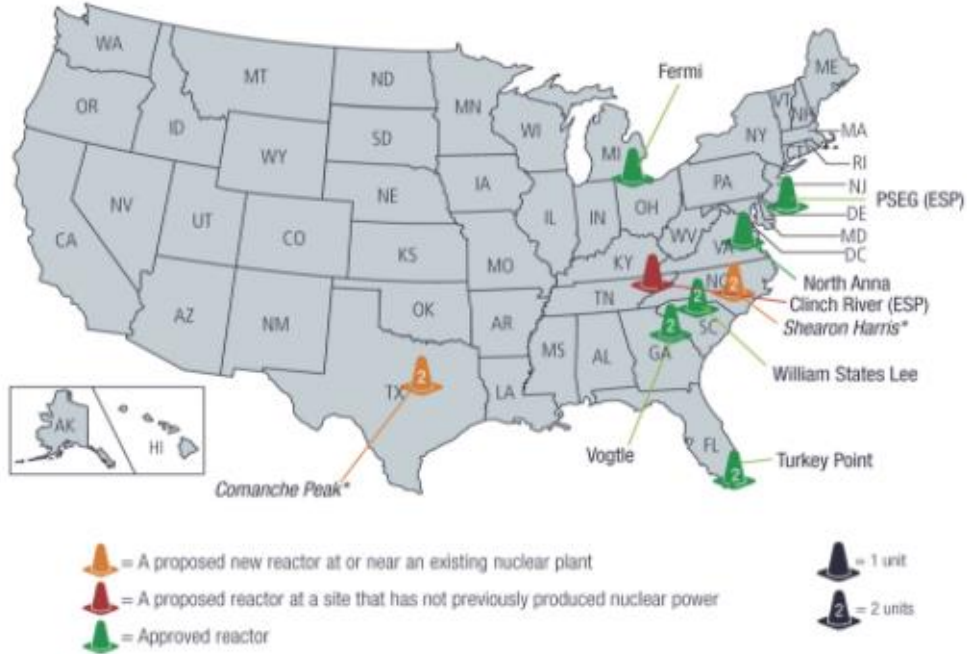 WA
MT
ND
MN
OR
ID
SD
WI
MI
WY
NE
IA
NV
UT
CO
CA
KS
MO
IL
IN
OH
PA
NY
VT
NH
ME
MA
RI
CT
NJ
DE
MD
DC
WV
VA
KY
TN
NC
SC
AZ
NM
OK
AR
MS
AL
GA
LA
TX
FL
AK
HI
Fermi
PSEG (ESP)
North Anna
Clinch River (ESP)
2
Shearon Harris*
2
William States Lee
2
Vogtle
2
Turkey Point
2
Comanche Peak*
= A proposed new reactor at or near an existing nuclear plant
= A proposed reactor at a site that has not previously produced nuclear power
= Approved reactor
= 1 unit
2
= 2 units